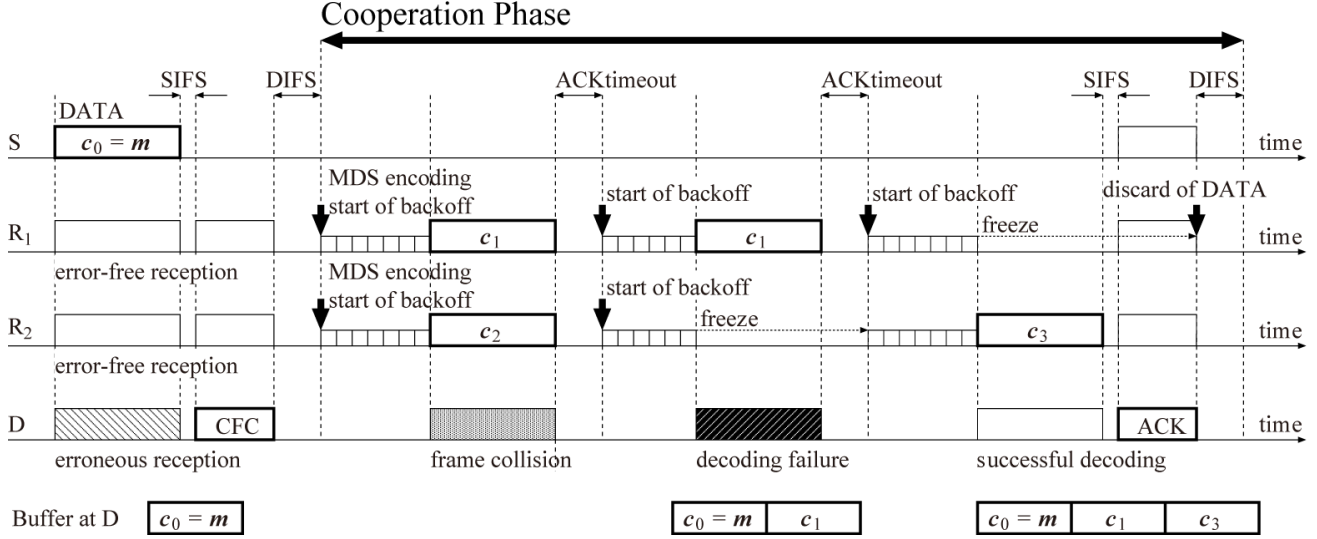 Cooperation Phase
SIFS DIFS ACKtimeout ACKtimeout SIFS DIFS
DATA
S c0 = m time
MDS encoding
start of backoff start of backoff start of backoff discard of DATA
R1 c1 c1 freeze time
error-free reception
MDS encoding
start of backoff start of backoff
R2 c2 freeze c3 time
error-free reception
D CFC ACK time
erroneous reception frame collision decoding failure successful decoding
Buffer at D c0 = m c0 = m c1 c0 = m c1 c3